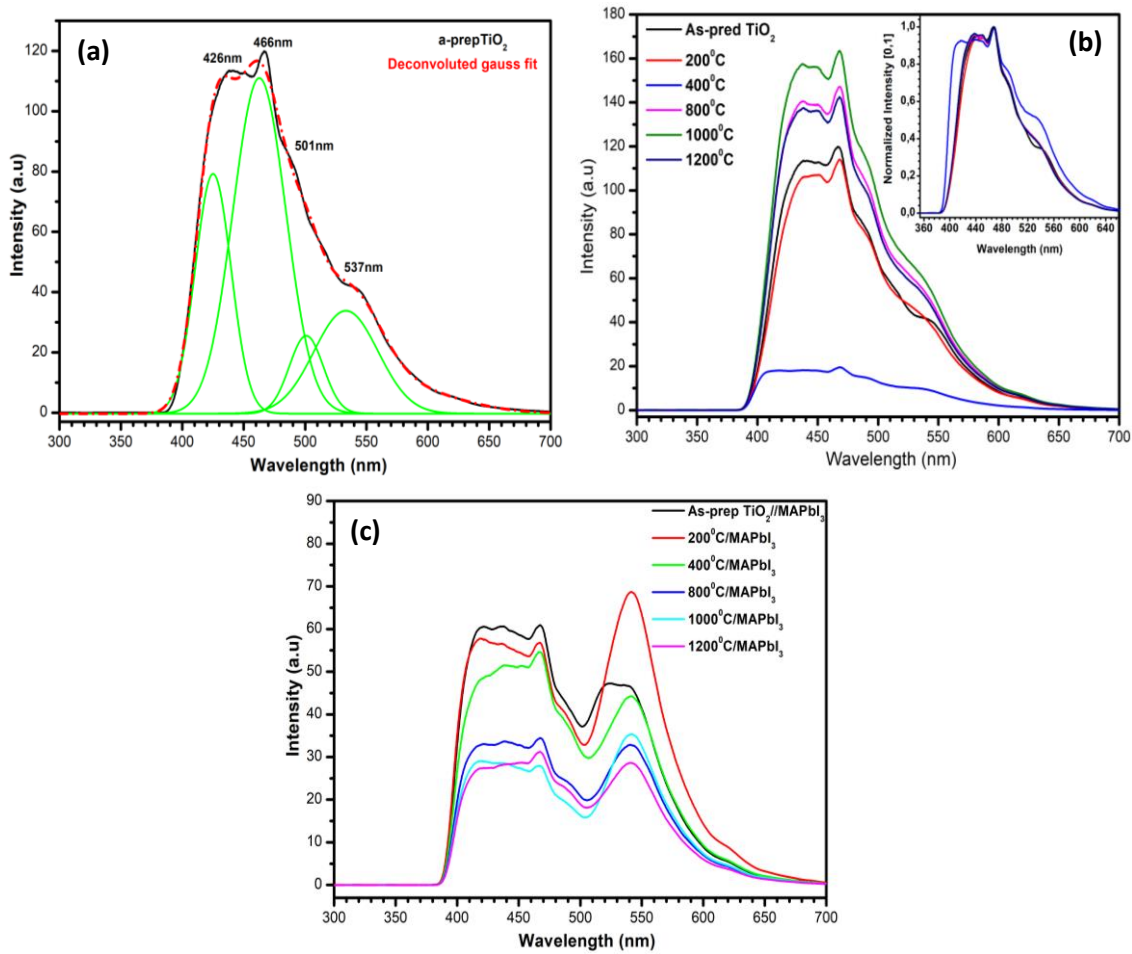 (a)
a-prepTiO2
Deconvoluted gauss fit
426nm
466nm
501nm
537nm
Intensity (a.u)
120
100
80
60
40
20
0
300 350 400 450 500 550 600 650 700
Wavelength (nm)
(b)
As-pred TiO2
200⁰C
400⁰C
800⁰C
1000⁰C
1200⁰C
Intensity (a.u)
180
160
140
120
100
80
60
40
20
0
300 350 400 450 500 550 600 650 700
Wavelength (nm)
Normalized Intensity [0,1]
1,0
0,8
0,6
0,4
0,2
0,0
360 400 440 480 520 560 600 640
Wavelength (nm)
(c)
As-prep TiO2//MAPbI3
200⁰C/MAPbI3
400⁰C/MAPbI3
800⁰C/MAPbI3
1000⁰C/MAPbI3
1200⁰C/MAPbI3
Intensity (a.u)
90
80
70
60
50
40
30
20
10
0
300 350 400 450 500 550 600 650 700
Wavelength (nm)